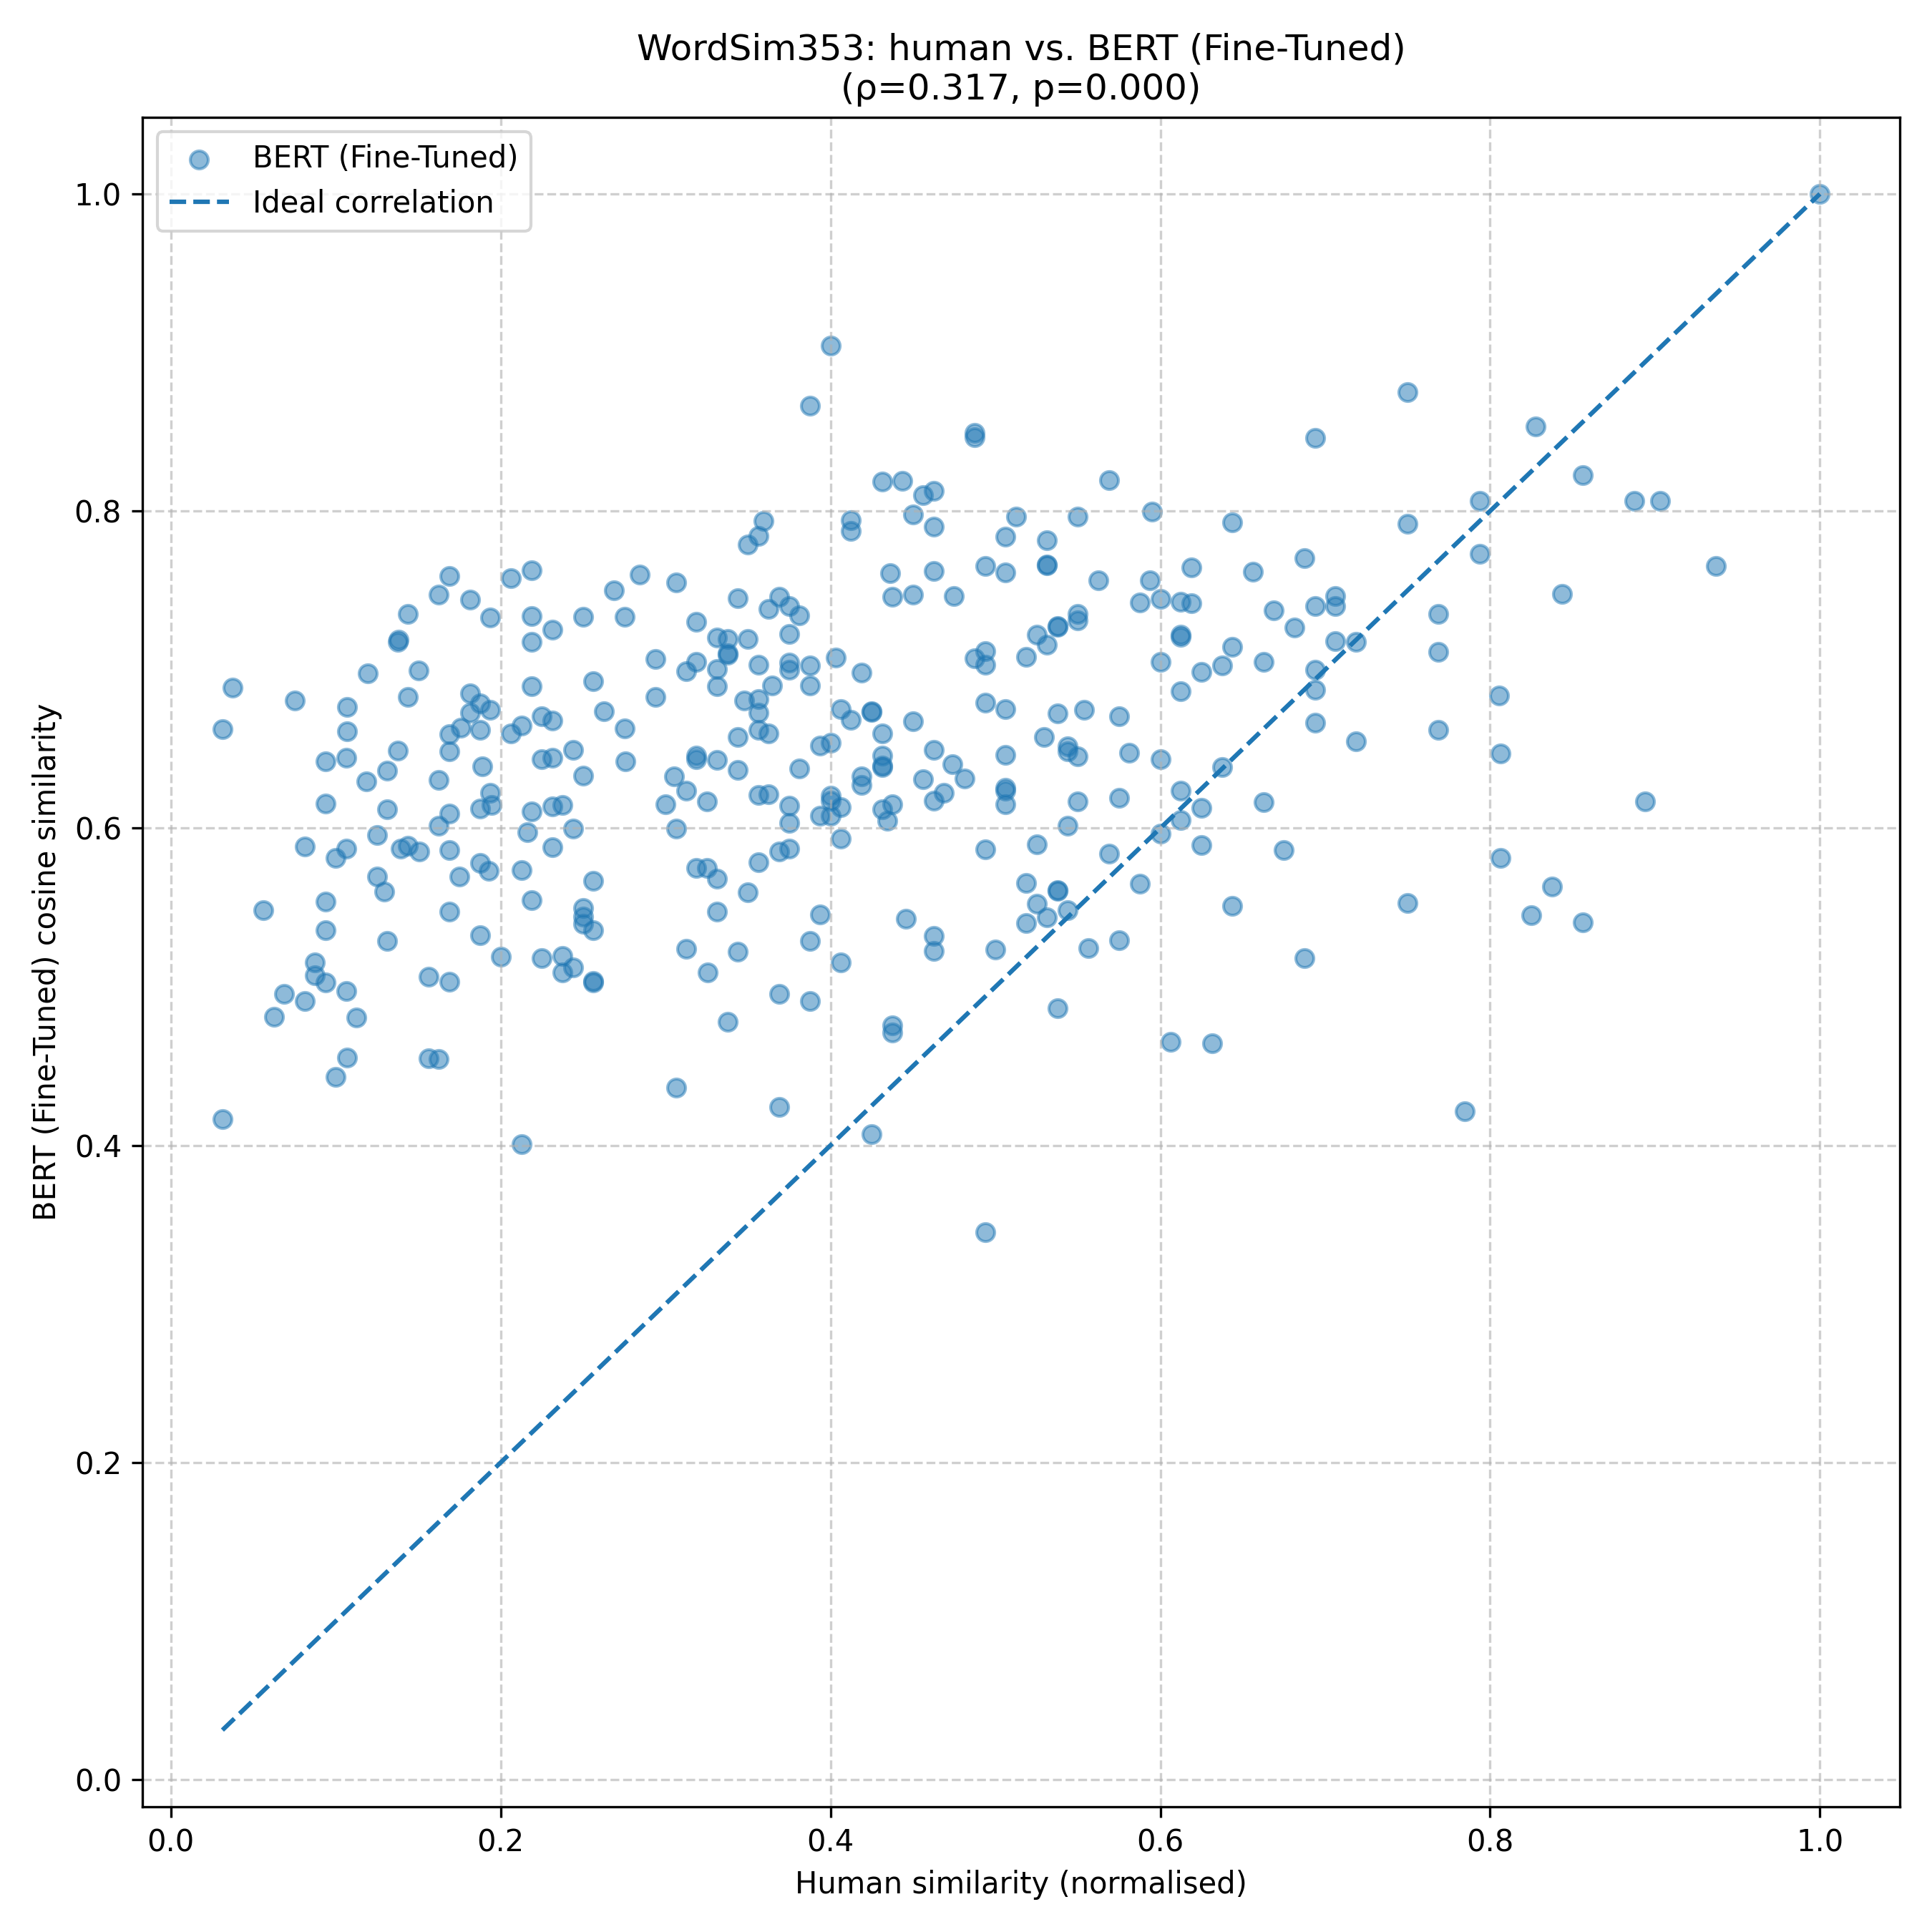 WordSim353: human vs. BERT (Fine-Tuned)
(ρ=0.317, p=0.000)
BERT (Fine-Tuned)
Ideal correlation
1.0
0.8
0.6
0.4
0.2
0.0
BERT (Fine-Tuned) cosine similarity
0.0 0.2 0.4 0.6 0.8 1.0
Human similarity (normalised)